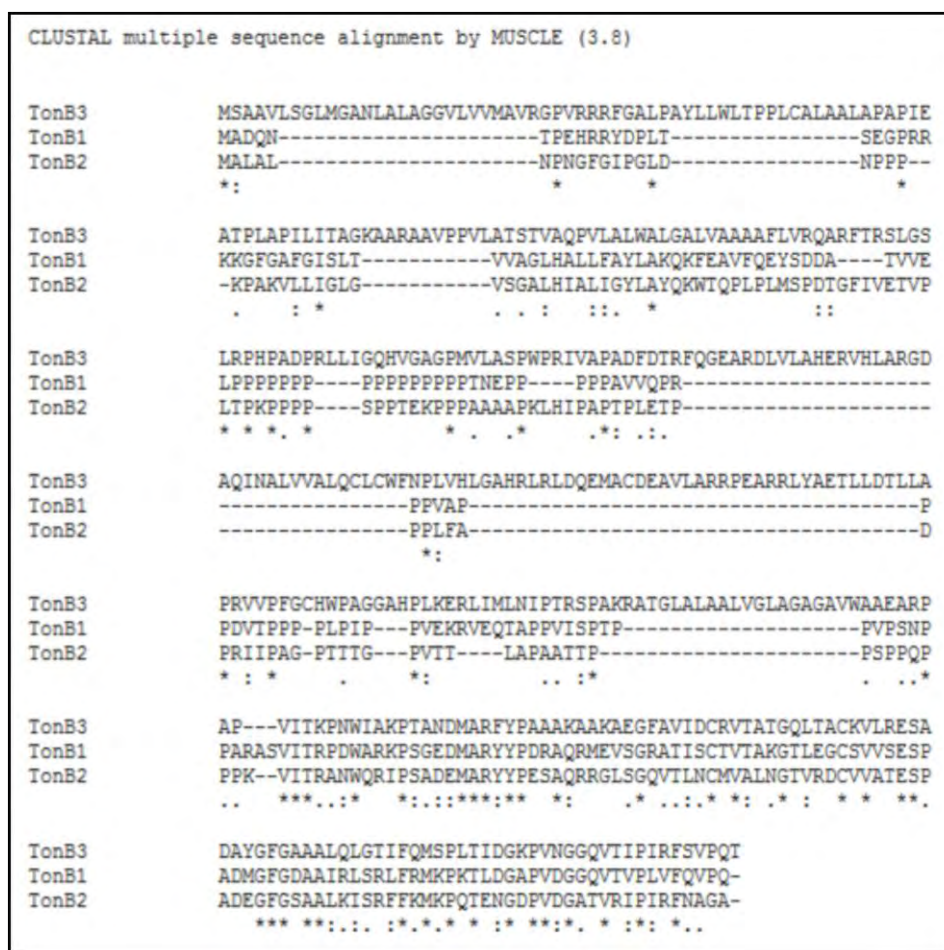 CLUSTAL multiple sequence alignment by MUSCLE (3.8)
TonB3 MSAAVLSGLMGANLALAGGVLVVMAVRGPVRRRFGALPAYLLWLTPPLCALAALAPAPIE
TonB1 MADQN----------------------TPEHRRYDPLT----------------SEGPRR
TonB2 MALAL----------------------NPNGFGIPGLD----------------NPPP--
*: * * *
TonB3 ATPLAPILITAGKAARAAVPPVLATSTVAQPVLALWALGALVAAAAFLVRQARFTRSLGS
TonB1 KKGFGAFGISLT-----------VVAGLHALLFAYLAKQKFEAVFQEYSDDA----TVVE
TonB2 -KPAKVLLIGLG-----------VSGALHIALIGYLAYQKWTQPLPLMSPDTGFIVETVP
. : * . . : ::. * ::
TonB3 LRPHPADPRLLIGQHVGAGPMVLASPWPRIVAPADFDTRFQGEARDLVLAHERVHLARGD
TonB1 LPPPPPPP----PPPPPPPPPTNEPP----PPPAVVQPR---------------------
TonB2 LTPKPPPP----SPPTEKPPPAAAAPKLHIPAPTPLETP---------------------
* * *. * * . .* .*: .:.
TonB3 AQINALVVALQCLCWFNPLVHLGAHRLRLDQEMACDEAVLARRPEARRLYAETLLDTLLA
TonB1 ----------------PPVAP--------------------------------------P
TonB2 ----------------PPLFA--------------------------------------D
*:
TonB3 PRVVPFGCHWPAGGAHPLKERLIMLNIPTRSPAKRATGLALAALVGLAGAGAVWAAEARP
TonB1 PDVTPPP-PLPIP---PVEKRVEQTAPPVISPTP--------------------PVPSNP
TonB2 PRIIPAG-PTTTG---PVTT----LAPAATTP----------------------PSPPQP
* : * . *: .. :* . ..*
TonB3 AP---VITKPNWIAKPTANDMARFYPAAAKAAKAEGFAVIDCRVTATGQLTACKVLRESA
TonB1 PARASVITRPDWARKPSGEDMARYYPDRAQRMEVSGRATISCTVTAKGTLEGCSVVSESP
TonB2 PPK--VITRANWQRIPSADEMARYYPESAQRRGLSGQVTLNCMVALNGTVRDCVVATESP
.. ***..:* *:.::***:** *: .* ..:.* *: .* : * * **.
TonB3 DAYGFGAAALQLGTIFQMSPLTIDGKPVNGGQVTIPIRFSVPQT
TonB1 ADMGFGDAAIRLSRLFRMKPKTLDGAPVDGGQVTVPLVFQVPQ-
TonB2 ADEGFGSAALKISRFFKMKPQTENGDPVDGATVRIPIRFNAGA-
*** **:.:. :*.*.* * :* **:*. * :*: *..